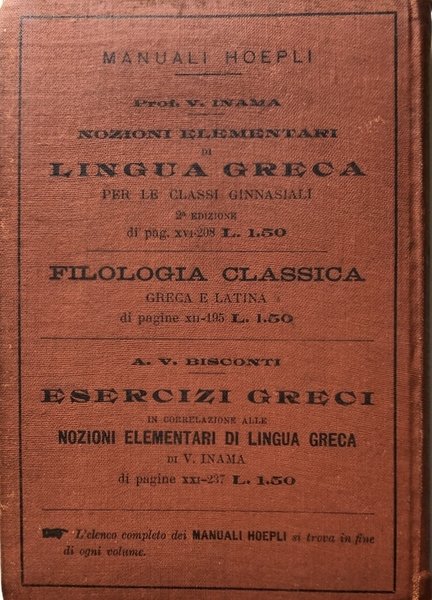 MANUALI HOEPLI
Prof. V. INAMA
NOZIONI ELEMENTARI
DI
LINGUA GRECA
PER LE CLASSI GINNASIALI
2ª EDIZIONE
di pag. XVI-208 L. 1.50
FILOLOGIA CLASSICA
GRECA E LATINA
di pagine XII-195 L. 1.50
A. V. BISCONTI
ESERCIZI GRECI
IN CORRELAZIONE ALLE
NOZIONI ELEMENTARI DI LINGUA GRECA
DI V. INAMA
di pagine XXI-237 L. 1.50
☛ L'elenco completo dei MANUALI HOEPLI si trova in fine
di ogni volume.